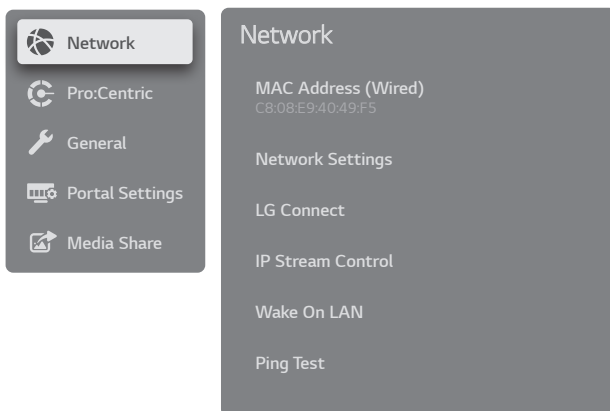 Network
Pro:Centric
General
Portal Settings
Media Share
Network
MAC Address (Wired)
C8:08:E9:40:49:F5
Network Settings
LG Connect
IP Stream Control
Wake On LAN
Ping Test